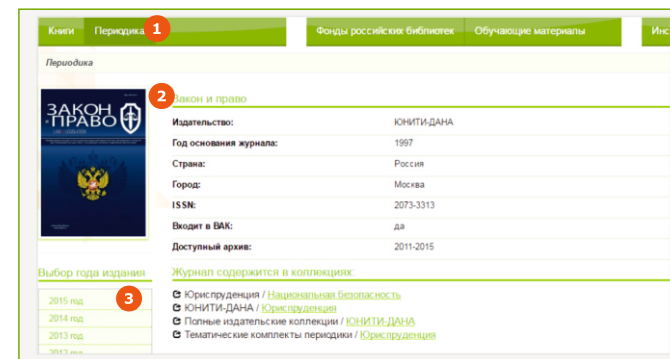 Книги Периодика 1 Фонды российских библиотек Обучающие материалы Инс
Периодика
2 Закон и право
ЗАКОН
ПРАВО
Издательство: ЮНИТИ-ДАНА
Год основания журнала: 1997
Страна: Россия
Город: Москва
ISSN: 2073-3313
Входит в ВАК: да
Доступный архив: 2011-2015
Выбор года издания
Журнал содержится в коллекциях:
3
2015 год
2014 год
2013 год
2012 год
Юриспруденция / Национальная безопасность
ЮНИТИ-ДАНА / Юриспруденция
Полные издательские коллекции / ЮНИТИ-ДАНА
Тематические комплекты периодики / Юриспруденция